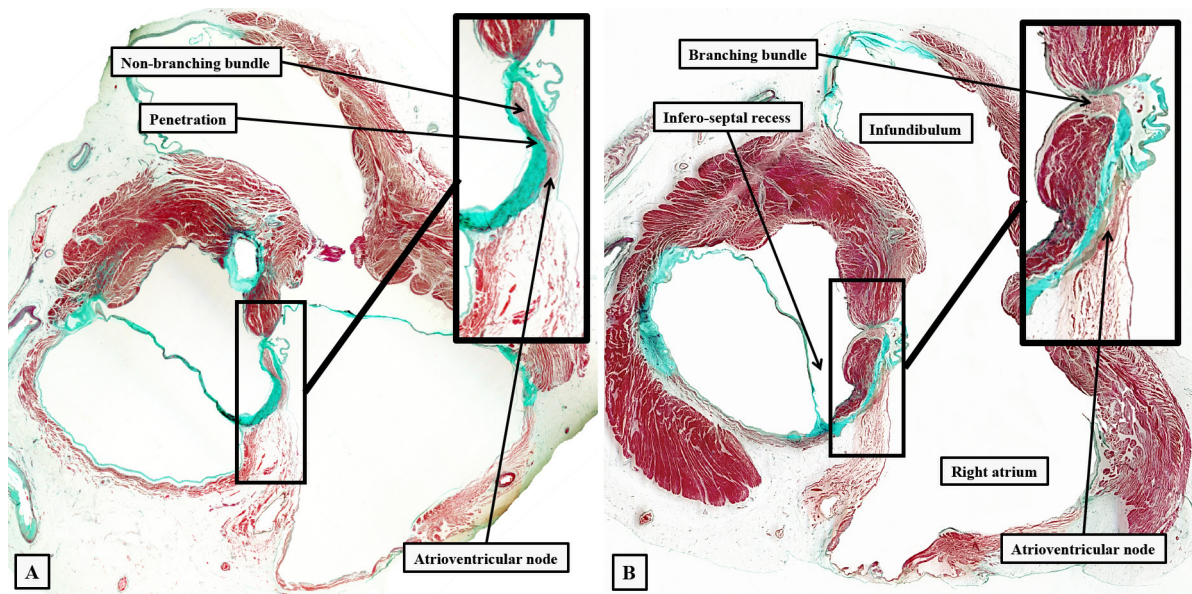 Non-branching bundle
Penetration
Atrioventricular node
A
Branching bundle
Infero-septal recess
Infundibulum
Right atrium
Atrioventricular node
B